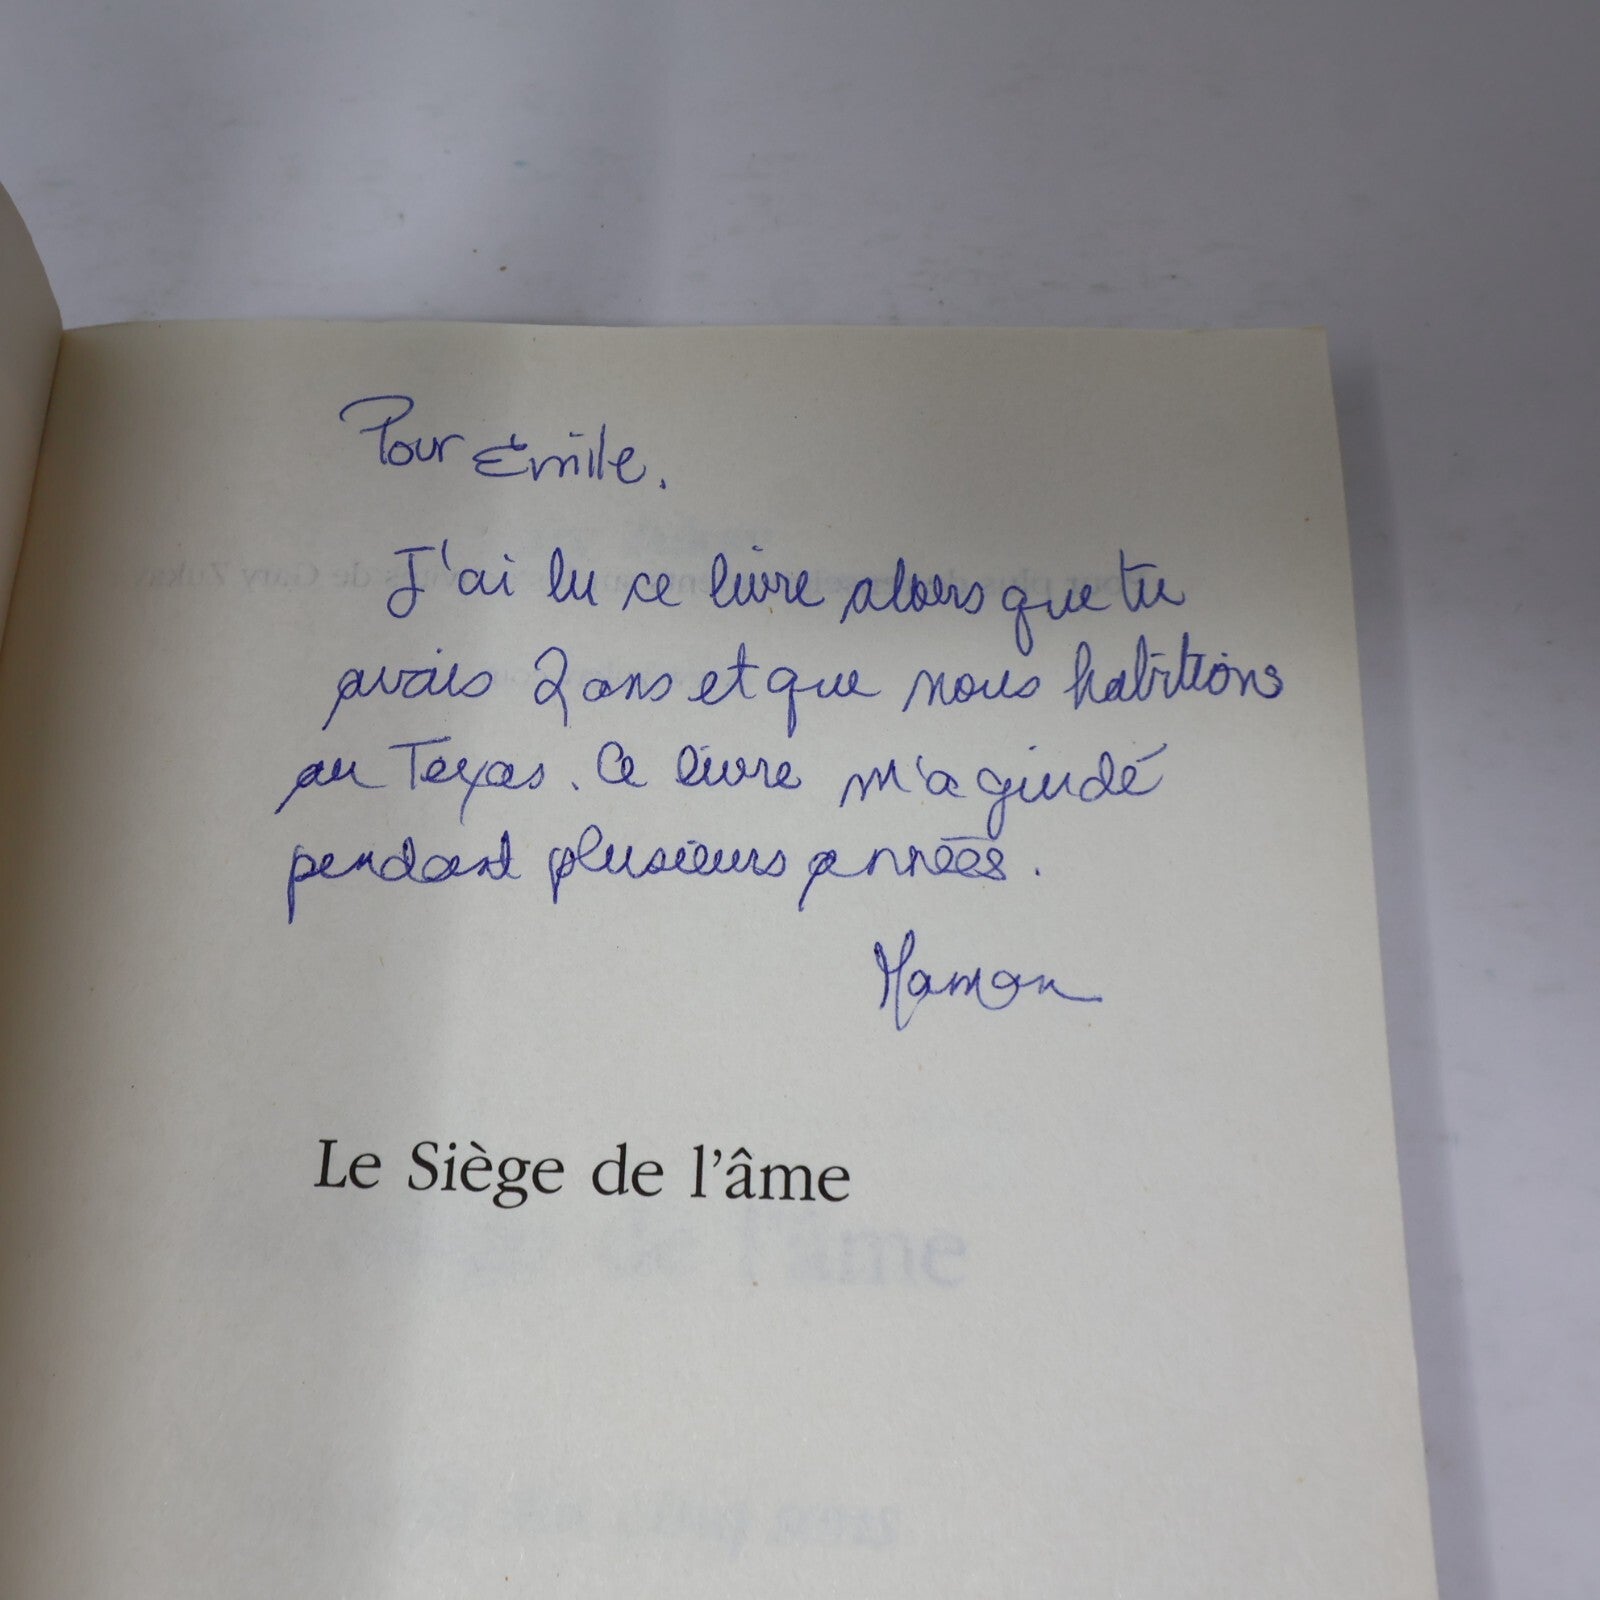 Pour Émile.
J'ai lu ce livre alors que tu
avais 2 ans et que nous habitions
au Texas. Ce livre m'a guidé
pendant plusieurs années.
Maman
Le Siège de l'âme